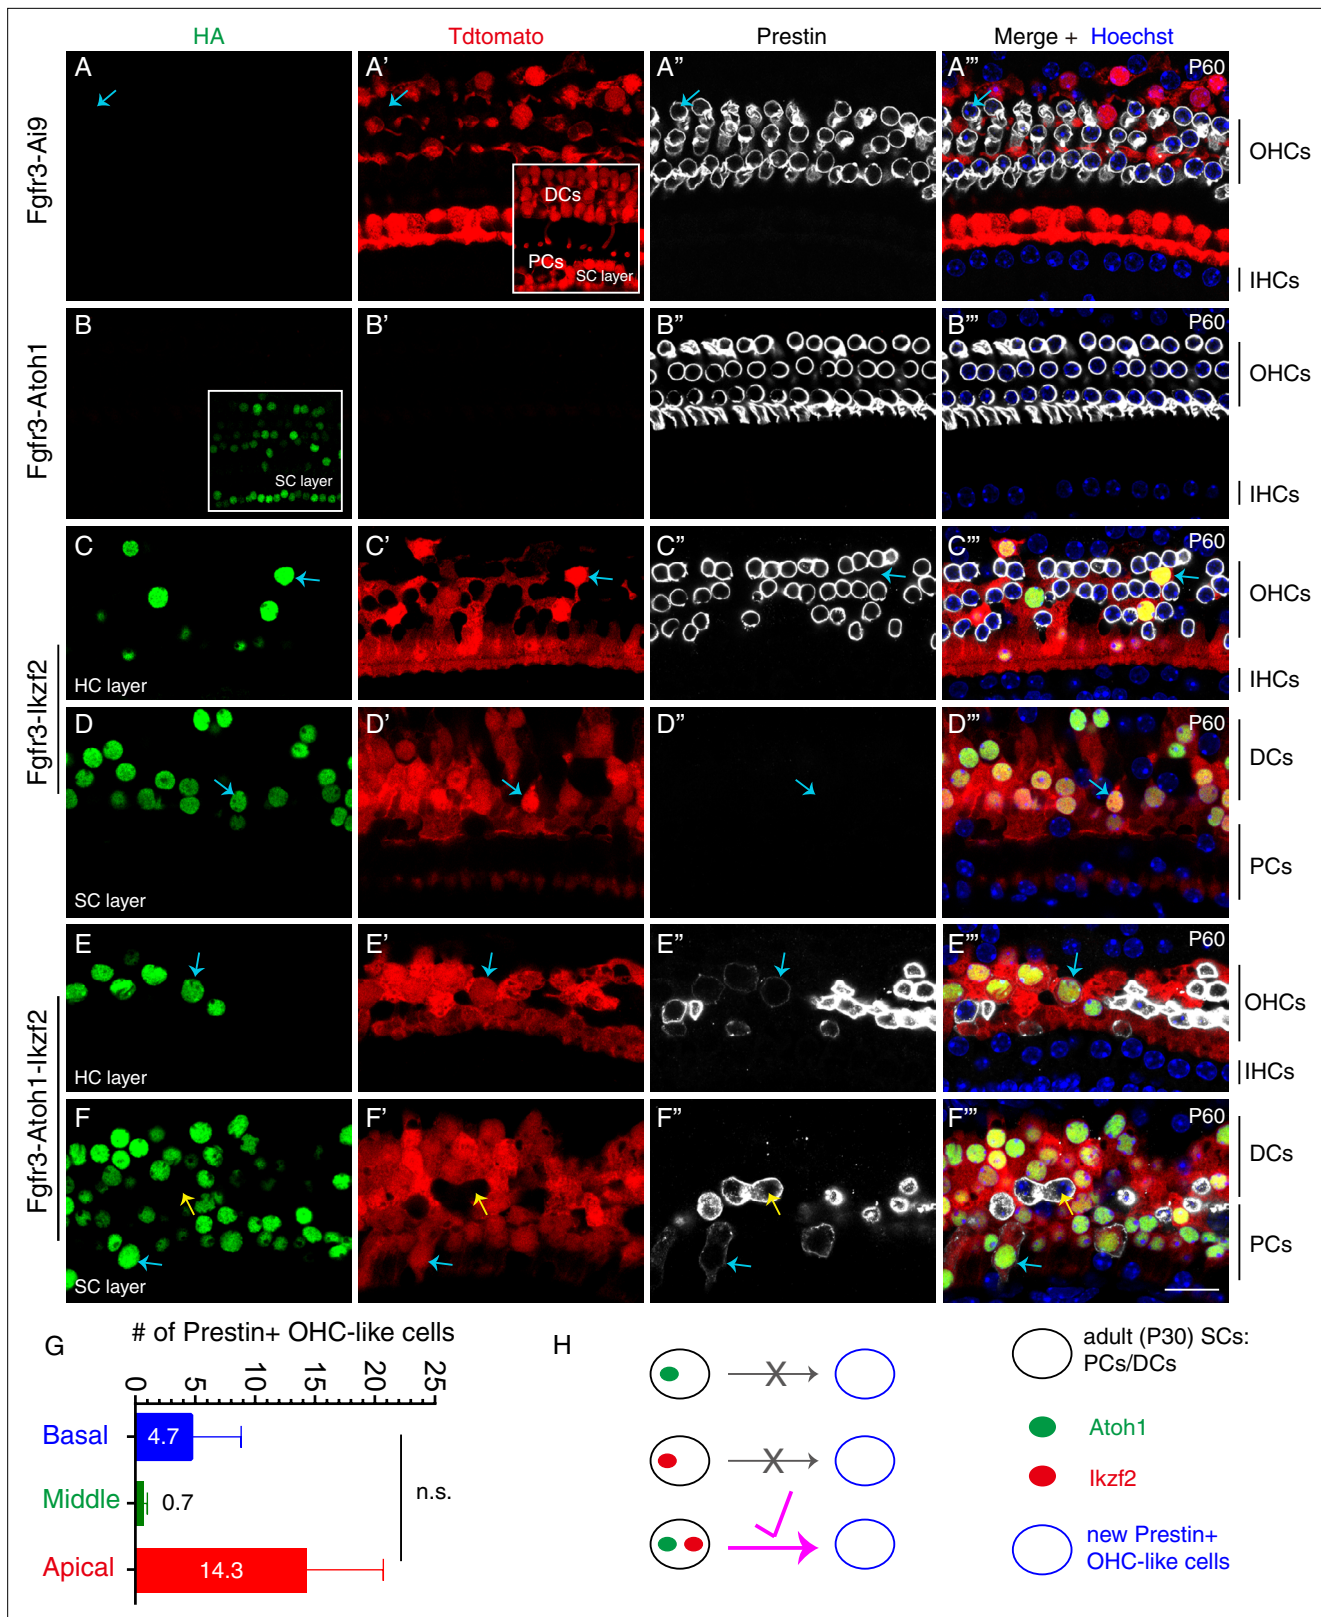 HA Tdtomato Prestin Merge + Hoechst
Fgfr3-Ai9
A A' A'' A''' P60
DCs
PCs
SC layer
OHCs
IHCs
Fgfr3-Atoh1
B B' B'' B''' P60
SC layer
OHCs
IHCs
Fgfr3-Ikzf2
C C' C'' C''' P60
HC layer
OHCs
IHCs
D D' D'' D''' P60
SC layer
DCs
PCs
Fgfr3-Atoh1-Ikzf2
E E' E'' E''' P60
HC layer
OHCs
IHCs
F F' F'' F''' P60
SC layer
DCs
PCs
G
# of Prestin+ OHC-like cells
0 5 10 15 20 25
Basal 4.7
Middle 0.7
Apical 14.3
n.s.
H
X
X
adult (P30) SCs:
PCs/DCs
Atoh1
Ikzf2
new Prestin+
OHC-like cells